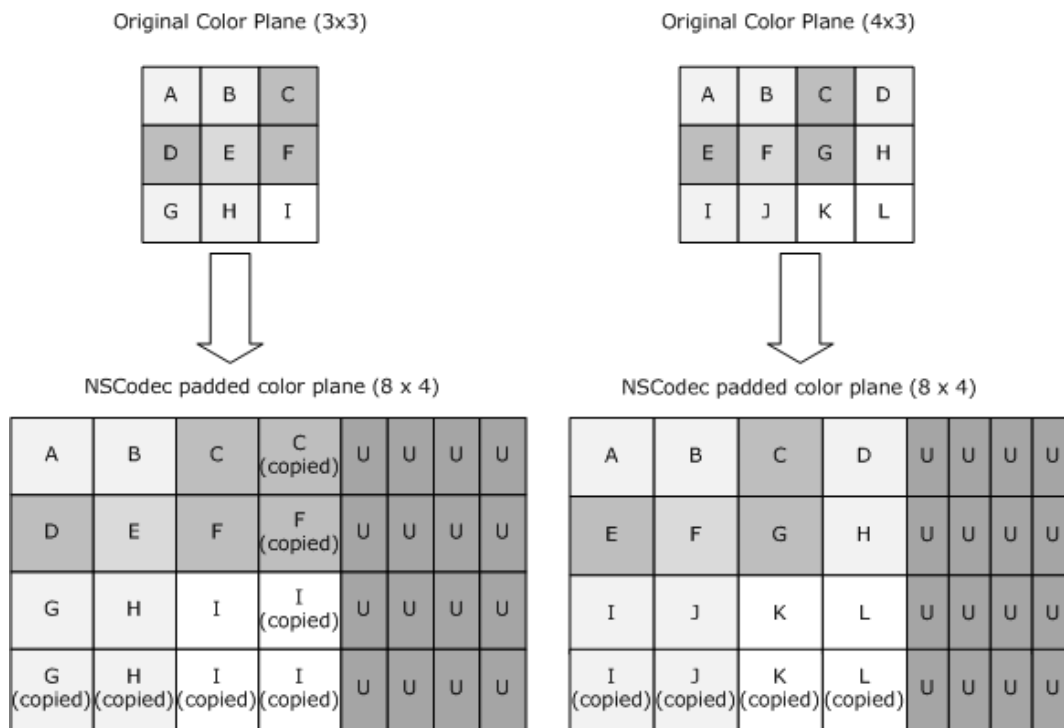 Original Color Plane (3x3)
A B C
D E F
G H I
NSCodec padded color plane (8 x 4)
A B C C (copied) U U U U
D E F F (copied) U U U U
G H I I (copied) U U U U
G (copied) H (copied) I (copied) I (copied) U U U U
Original Color Plane (4x3)
A B C D
E F G H
I J K L
NSCodec padded color plane (8 x 4)
A B C D U U U U
E F G H U U U U
I J K L U U U U
I (copied) J (copied) K (copied) L (copied) U U U U